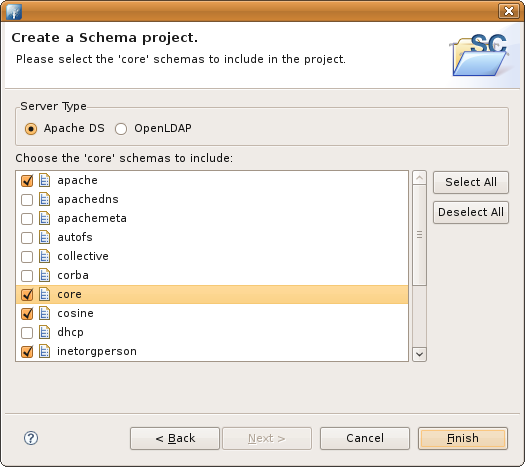 Create a Schema project.
Please select the 'core' schemas to include in the project.
SC
Server Type
Apache DS
OpenLDAP
Choose the 'core' schemas to include:
apache
apachedns
apachemeta
autofs
collective
corba
core
cosine
dhcp
inetorgperson
Select All
Deselect All
?
< Back
Next >
Cancel
Finish